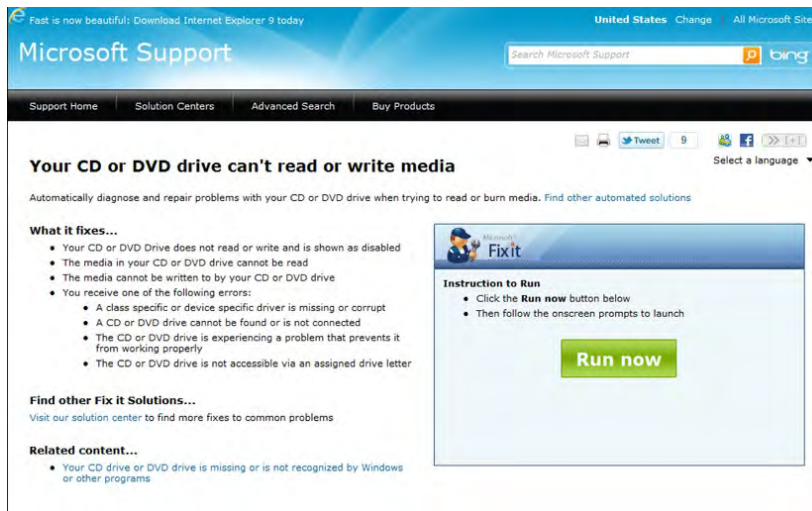 Fast is now beautiful: Download Internet Explorer 9 today
United States Change All Microsoft Site
Microsoft Support
Search Microsoft Support
bing
Support Home Solution Centers Advanced Search Buy Products
Tweet 9
Select a language
Your CD or DVD drive can't read or write media
Automatically diagnose and repair problems with your CD or DVD drive when trying to read or burn media. Find other automated solutions
What it fixes...
Your CD or DVD Drive does not read or write and is shown as disabled
The media in your CD or DVD drive cannot be read
The media cannot be written to by your CD or DVD drive
You receive one of the following errors:
A class specific or device specific driver is missing or corrupt
A CD or DVD drive cannot be found or is not connected
The CD or DVD drive is experiencing a problem that prevents it
from working properly
The CD or DVD drive is not accessible via an assigned drive letter
Find other Fix it Solutions...
Visit our solution center to find more fixes to common problems
Related content...
Your CD drive or DVD drive is missing or is not recognized by Windows
or other programs
Microsoft
Fix it
Instruction to Run
Click the Run now button below
Then follow the onscreen prompts to launch
Run now